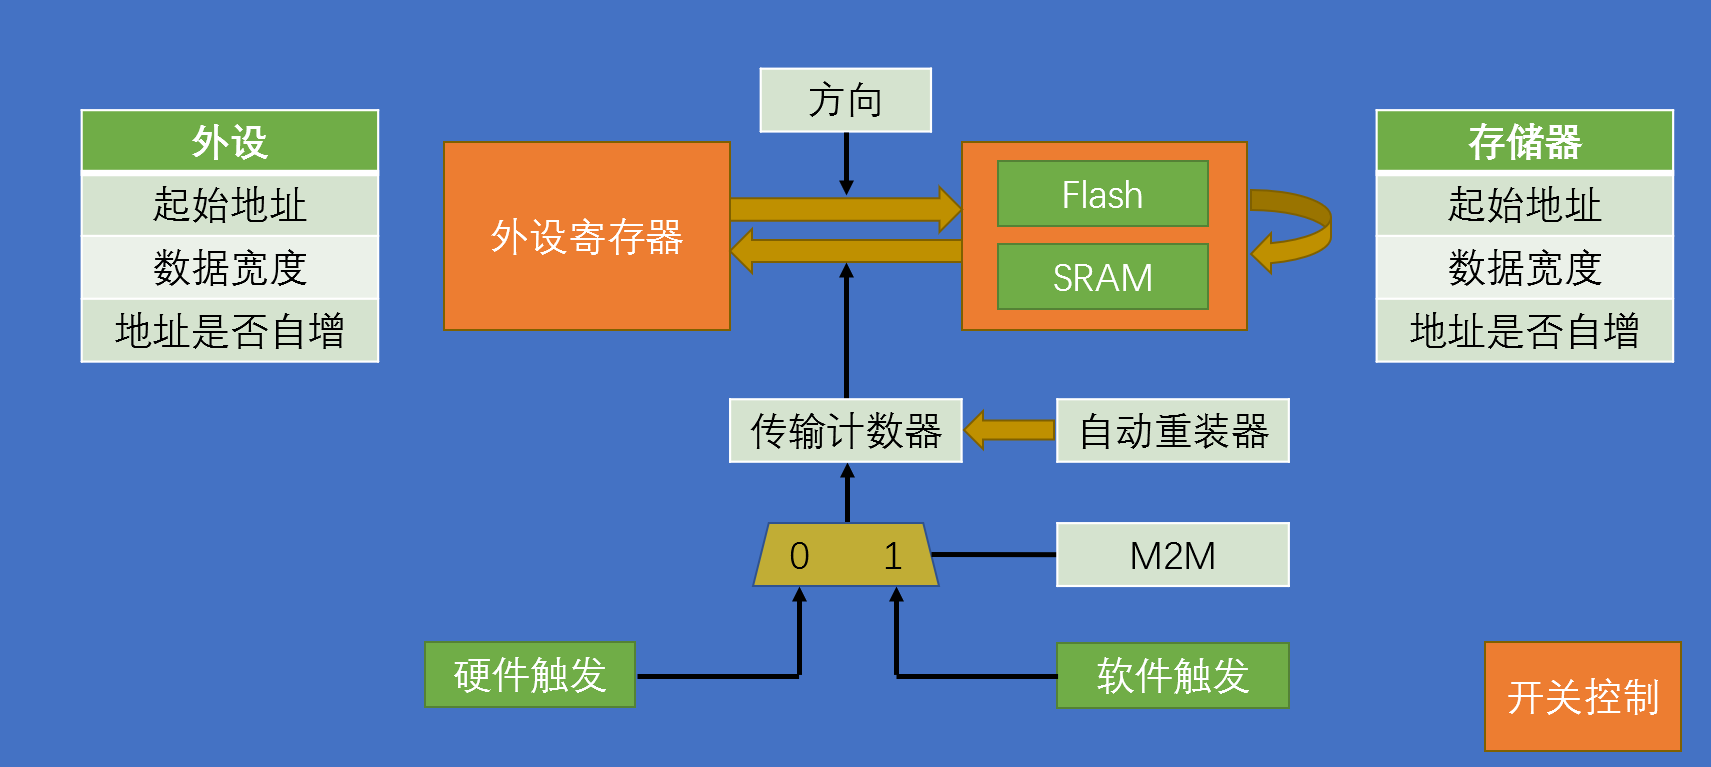 方向
外设
起始地址
数据宽度
地址是否自增
外设寄存器
Flash
SRAM
存储器
起始地址
数据宽度
地址是否自增
传输计数器
自动重装器
0 1
M2M
硬件触发
软件触发
开关控制